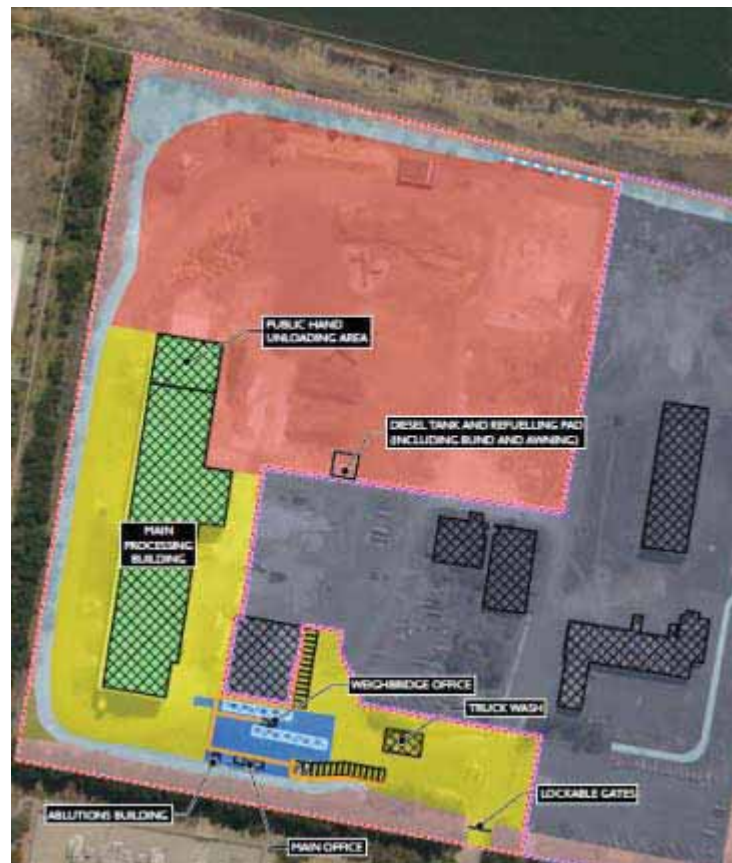 PUBLIC HAND
UNLOADING AREA
DIESEL TANK AND REFUELLING PAD
(INCLUDING BUND AND AWNING)
MAIN
PROCESSING
BUILDING
WEIGHBRIDGE OFFICE
TRUCK WASH
LOCKABLE GATES
ABLUTIONS BUILDING
MAIN OFFICE